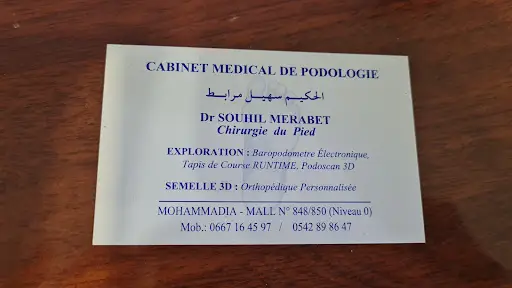 CABINET MEDICAL DE PODOLOGIE
الحكيم سهيل مرابط
Dr SOUHIL MERABET
Chirurgie du Pied
EXPLORATION : Baropodometre Électronique,
Tapis de Course RUNTIME, Podoscan 3D
SEMELLE 3D : Orthopédique Personnalisée
MOHAMMADIA - MALL N° 848/850 (Niveau 0)
Mob.: 0667 16 45 97 / 0542 89 86 47